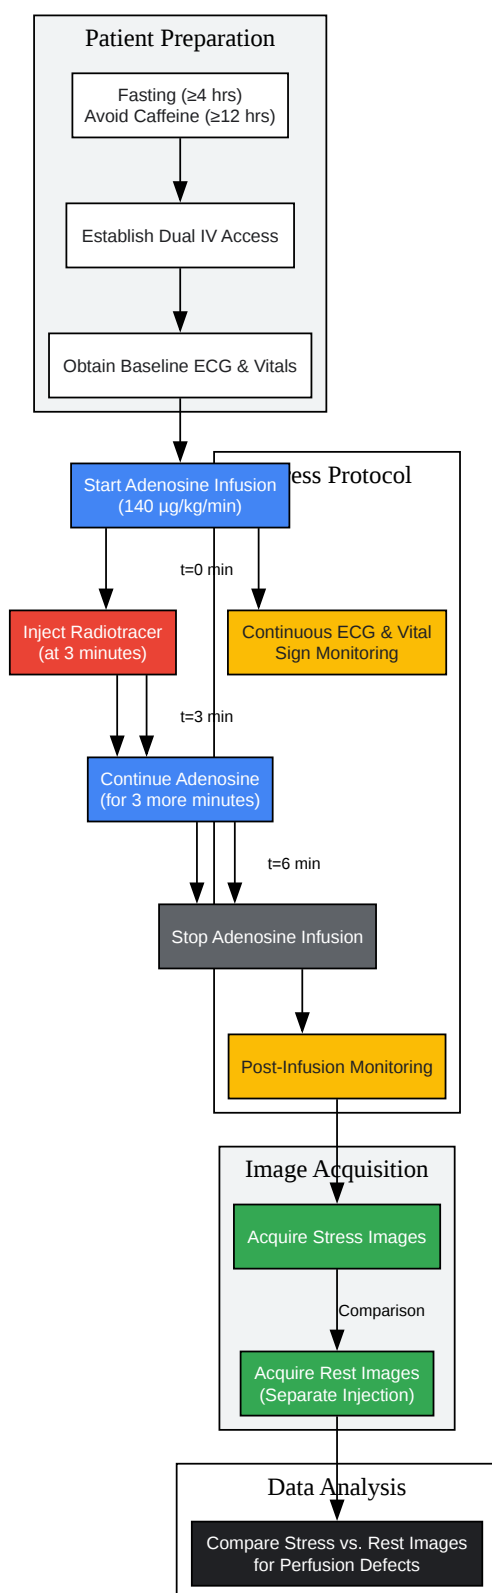 Patient Preparation
Fasting (≥4 hrs)
Avoid Caffeine (≥12 hrs)
Establish Dual IV Access
Obtain Baseline ECG & Vitals
ress Protocol
Start Adenosine Infusion
(140 µg/kg/min)
t=0 min
Inject Radiotracer
(at 3 minutes)
Continuous ECG & Vital
Sign Monitoring
t=3 min
Continue Adenosine
(for 3 more minutes)
t=6 min
Stop Adenosine Infusion
Post-Infusion Monitoring
Image Acquisition
Acquire Stress Images
Comparison
Acquire Rest Images
(Separate Injection)
Data Analysis
Compare Stress vs. Rest Images
for Perfusion Defects